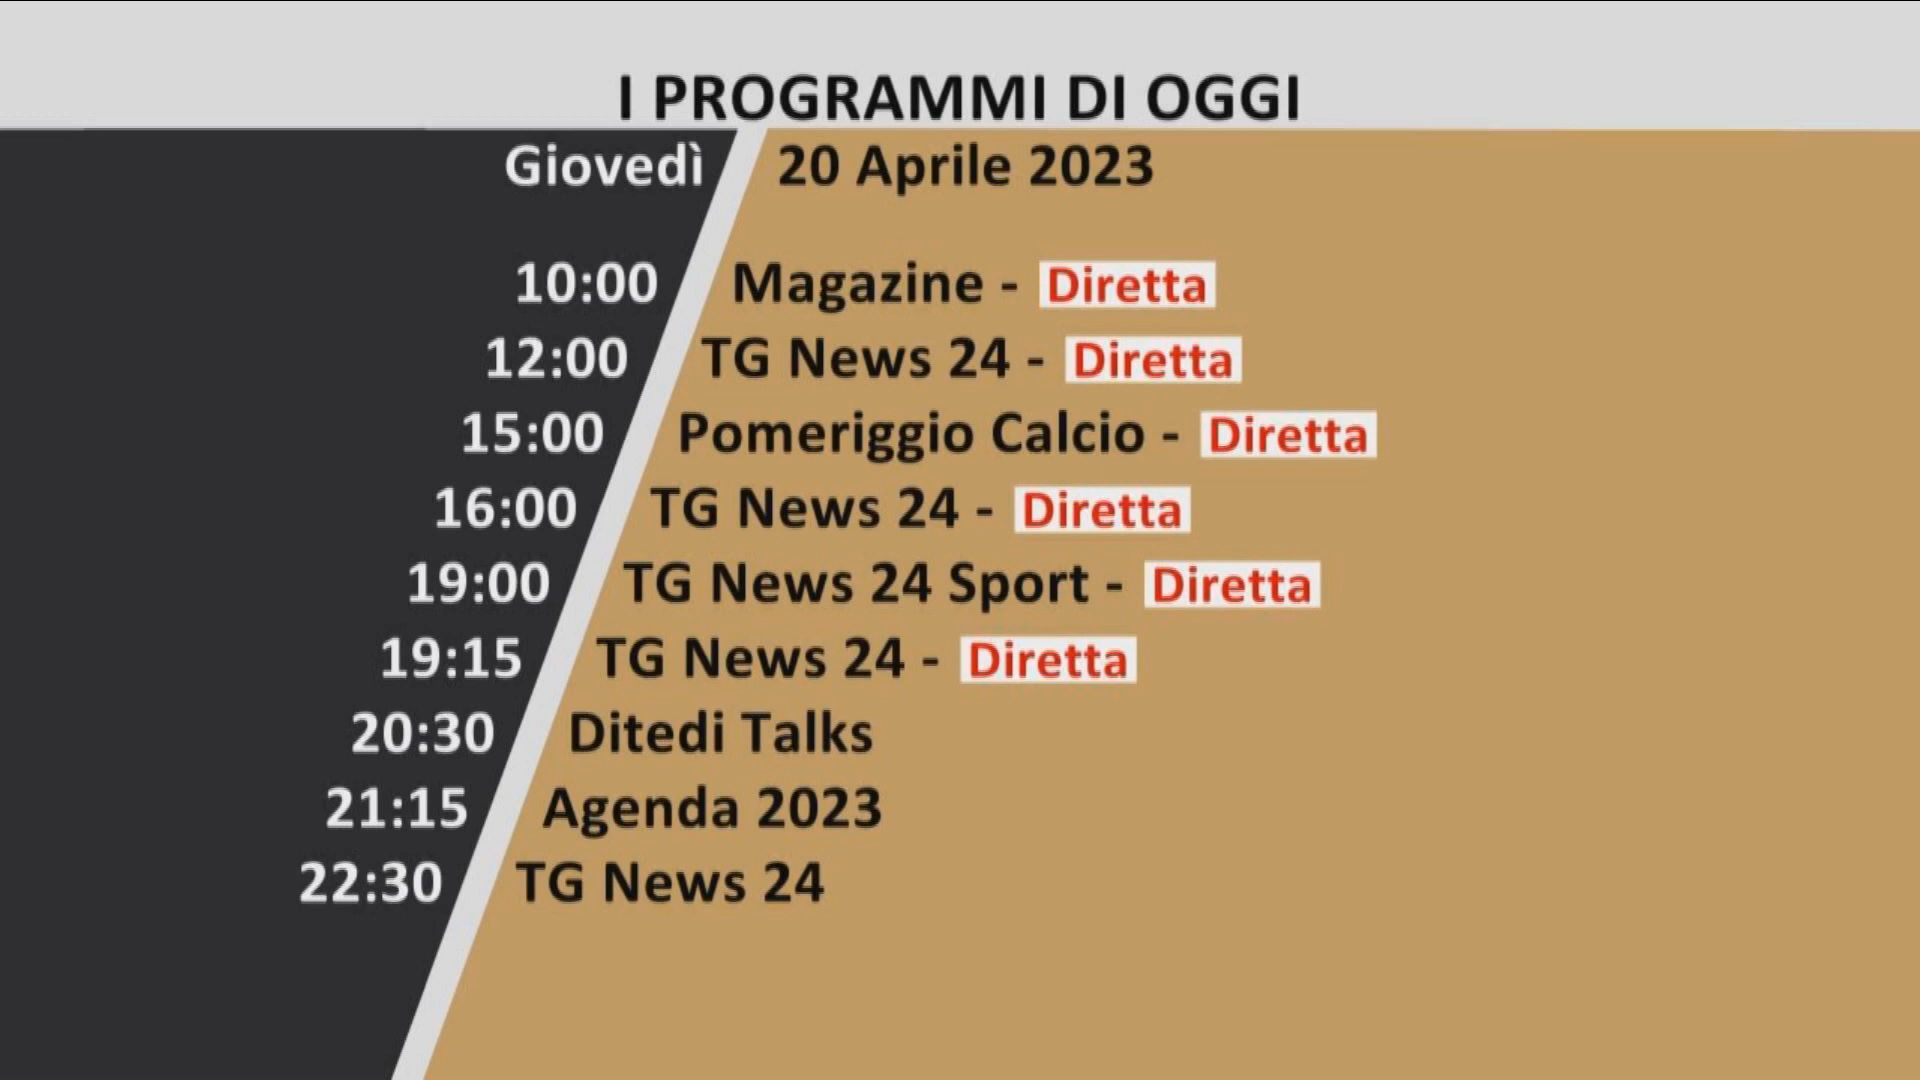 I PROGRAMMI DI OGGI
Giovedì 20 Aprile 2023
10:00 Magazine - Diretta
12:00 TG News 24 - Diretta
15:00 Pomeriggio Calcio - Diretta
16:00 TG News 24 - Diretta
19:00 TG News 24 Sport - Diretta
19:15 TG News 24 - Diretta
20:30 Ditedi Talks
21:15 Agenda 2023
22:30 TG News 24